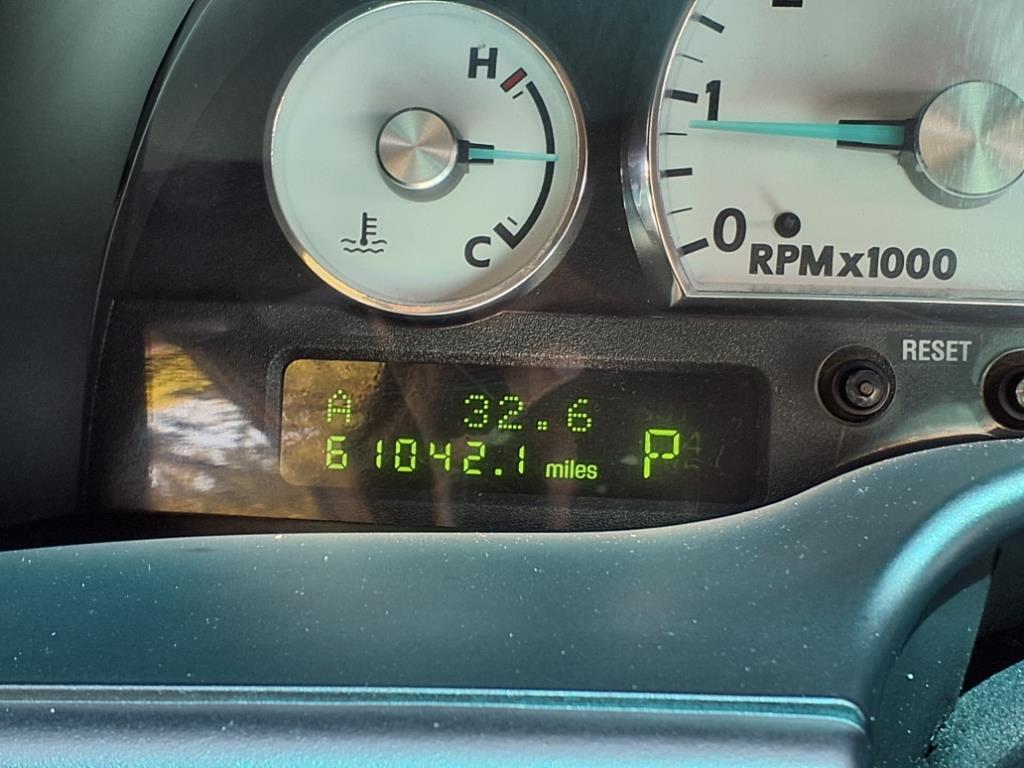 H
C
1
0
RPMx1000
RESET
A 32.6
61042.1 miles P